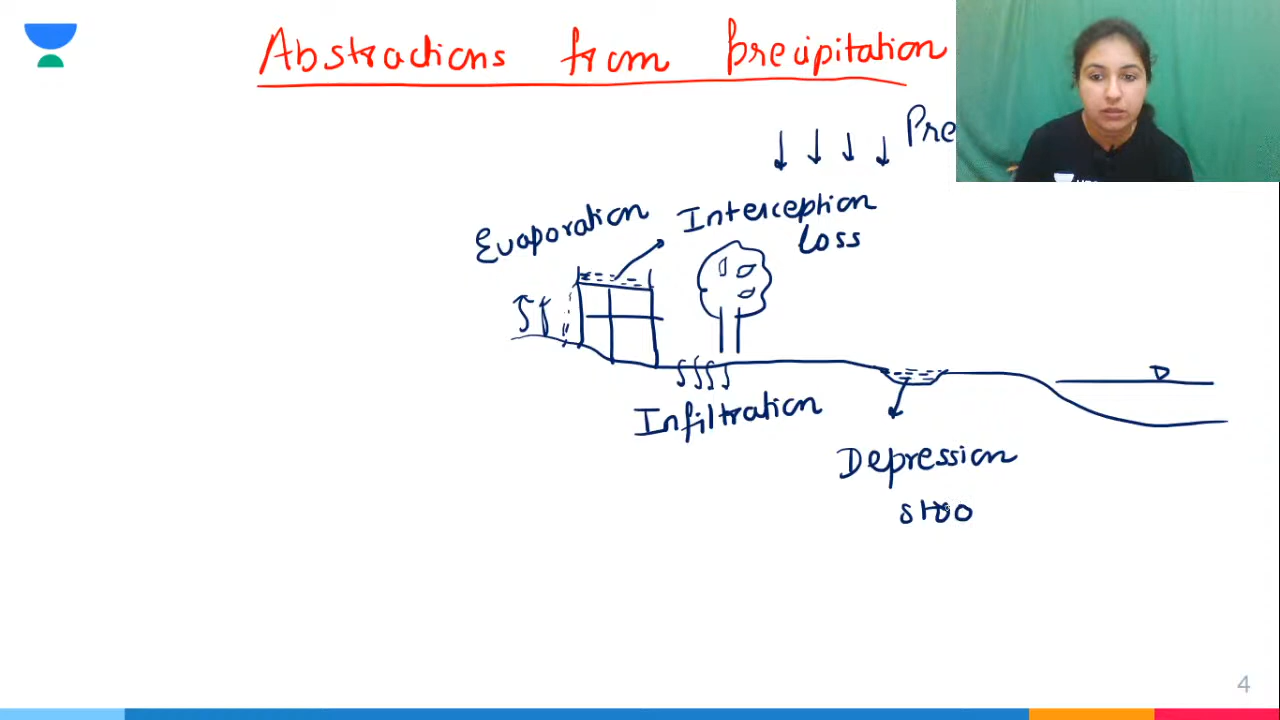 Abstractions from Precipitation
Pre
Evaporation
Interception
loss
Infiltration
Depression
4